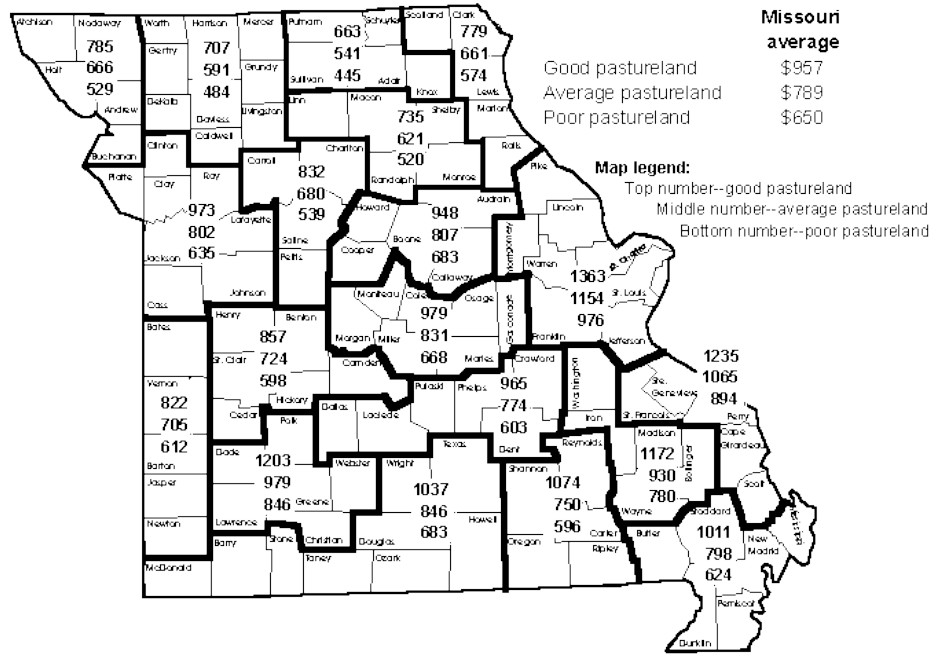 Missouri
average
Good pastureland $957
Average pastureland $789
Poor pastureland $650
Map legend:
Top number--good pastureland
Middle number--average pastureland
Bottom number--poor pastureland
Atchison
Nodaway
785
666
529
Holt
Andrew
Buchanan
Worth
Harrison
Mercer
Gentry
707
591
484
Grundy
DeKalb
Daviess
Livingston
Caldwell
Clinton
Putnam
Schuyler
663
541
445
Sullivan
Adair
Scotland
Clark
779
661
574
Knox
Lewis
Marion
Linn
Macon
Shelby
735
621
520
Ralls
Randolph
Monroe
Carroll
Chariton
832
680
539
Saline
Pettis
Platte
Clay
Ray
973
Lafayette
802
635
Jackson
Johnson
Cass
Howard
Audrain
948
807
683
Boone
Cooper
Callaway
Pike
Lincoln
Montgomery
Warren
1363
1154
976
St. Louis
Franklin
Jefferson
Moniteau
Cole
Osage
979
831
668
Gasconade
Morgan
Miller
Maries
Camden
Henry
Benton
857
724
598
St. Clair
Hickory
Cedar
Bates
Vernon
822
705
612
Barton
Jasper
Newton
McDonald
Polk
Dade
1203
979
846
Webster
Greene
Lawrence
Christian
Dallas
Laclede
Pulaski
Phelps
Crawford
965
774
603
Dent
Washington
Iron
1235
1065
894
Ste.
Genevieve
St. Francois
Perry
Cape
Girardeau
Scott
Madison
1172
930
780
Bollinger
Wayne
Wright
Texas
1037
846
683
Howell
Douglas
Ozark
Barry
Stone
Taney
Shannon
Reynolds
1074
750
596
Carter
Oregon
Ripley
Butler
Stoddard
1011
798
624
New
Madrid
Pemiscot
Dunklin